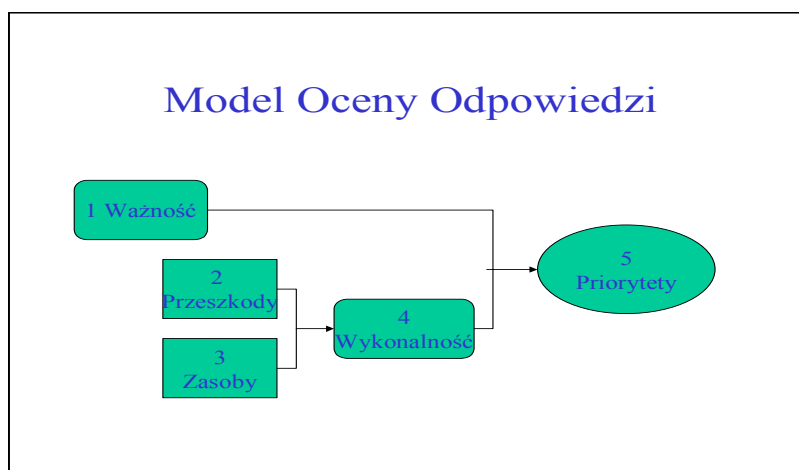 Model Oceny Odpowiedzi
1 Ważność
2
Przeszkody
3
Zasoby
4
Wykonalność
5
Priorytety